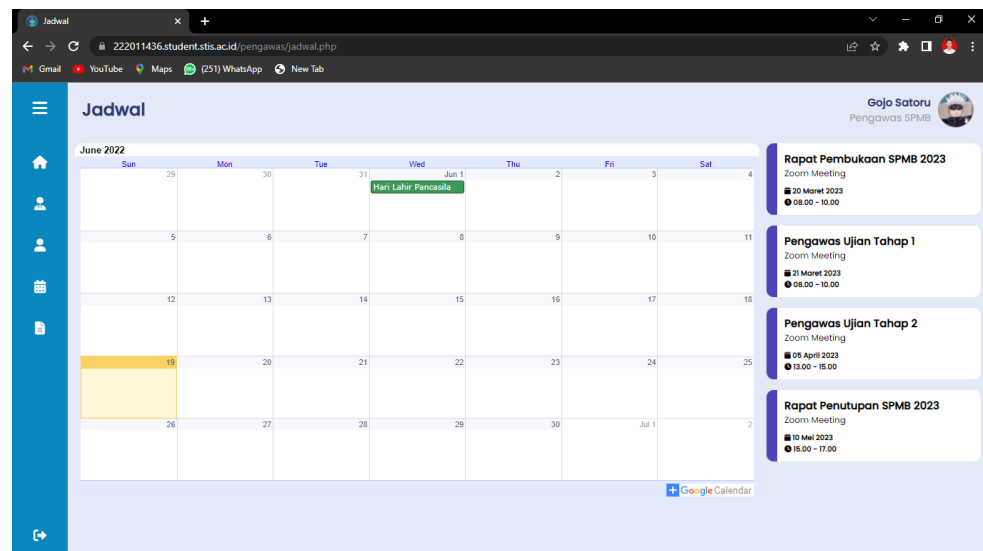 Jadwal
222011436.student.stis.ac.id/pengawas/jadwal.php
Gmail YouTube Maps (251) WhatsApp New Tab
Jadwal
Gojo Satoru
Pengawas SPMB
June 2022
Sun Mon Tue Wed Thu Fri Sat
29 30 31 Jun 1 2 3 4
Hari Lahir Pancasila
5 6 7 8 9 10 11
12 13 14 15 16 17 18
19 20 21 22 23 24 25
26 27 28 29 30 Jul 1 2
Google Calendar
Rapat Pembukaan SPMB 2023
Zoom Meeting
20 Maret 2023
08.00 - 10.00
Pengawas Ujian Tahap 1
Zoom Meeting
21 Maret 2023
08.00 - 10.00
Pengawas Ujian Tahap 2
Zoom Meeting
05 April 2023
13.00 - 15.00
Rapat Penutupan SPMB 2023
Zoom Meeting
10 Mei 2023
15.00 - 17.00